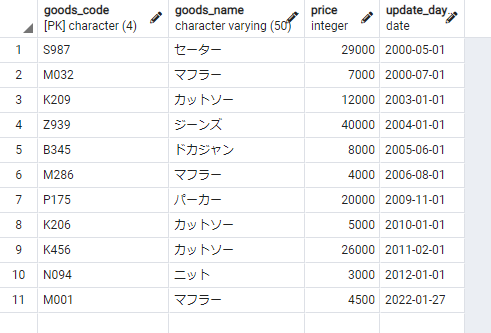 goods_code goods_name price update_day
[PK] character (4) character varying (50) integer date
1 S987 セーター 29000 2000-05-01
2 M032 マフラー 7000 2000-07-01
3 K209 カットソー 12000 2003-01-01
4 Z939 ジーンズ 40000 2004-01-01
5 B345 ドカジャン 8000 2005-06-01
6 M286 マフラー 4000 2006-08-01
7 P175 パーカー 20000 2009-11-01
8 K206 カットソー 5000 2010-01-01
9 K456 カットソー 26000 2011-02-01
10 N094 ニット 3000 2012-01-01
11 M001 マフラー 4500 2022-01-27